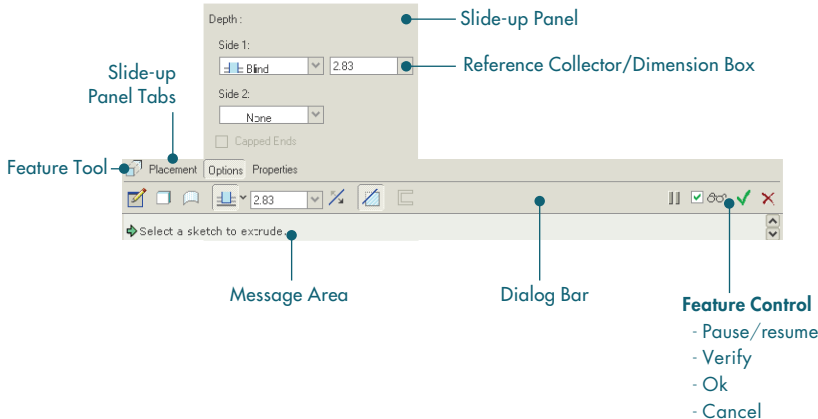 Depth :
Slide-up Panel
Side 1:
Blind
2.83
Reference Collector/Dimension Box
Slide-up
Panel Tabs
Side 2:
None
Capped Ends
Feature Tool
Placement Options Properties
2.83
Select a sketch to extrude.
Message Area
Dialog Bar
Feature Control
- Pause/resume
- Verify
- Ok
- Cancel